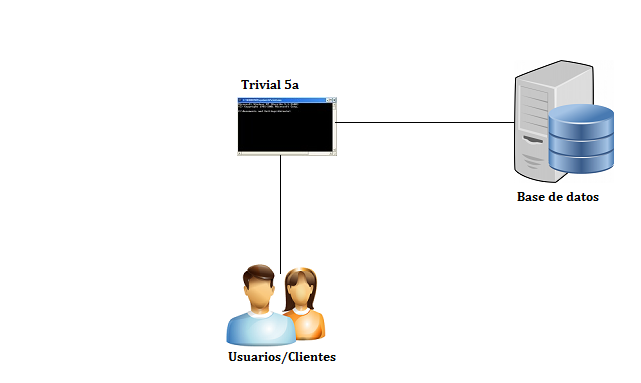 Trivial 5a
Base de datos
Usuarios/Clientes